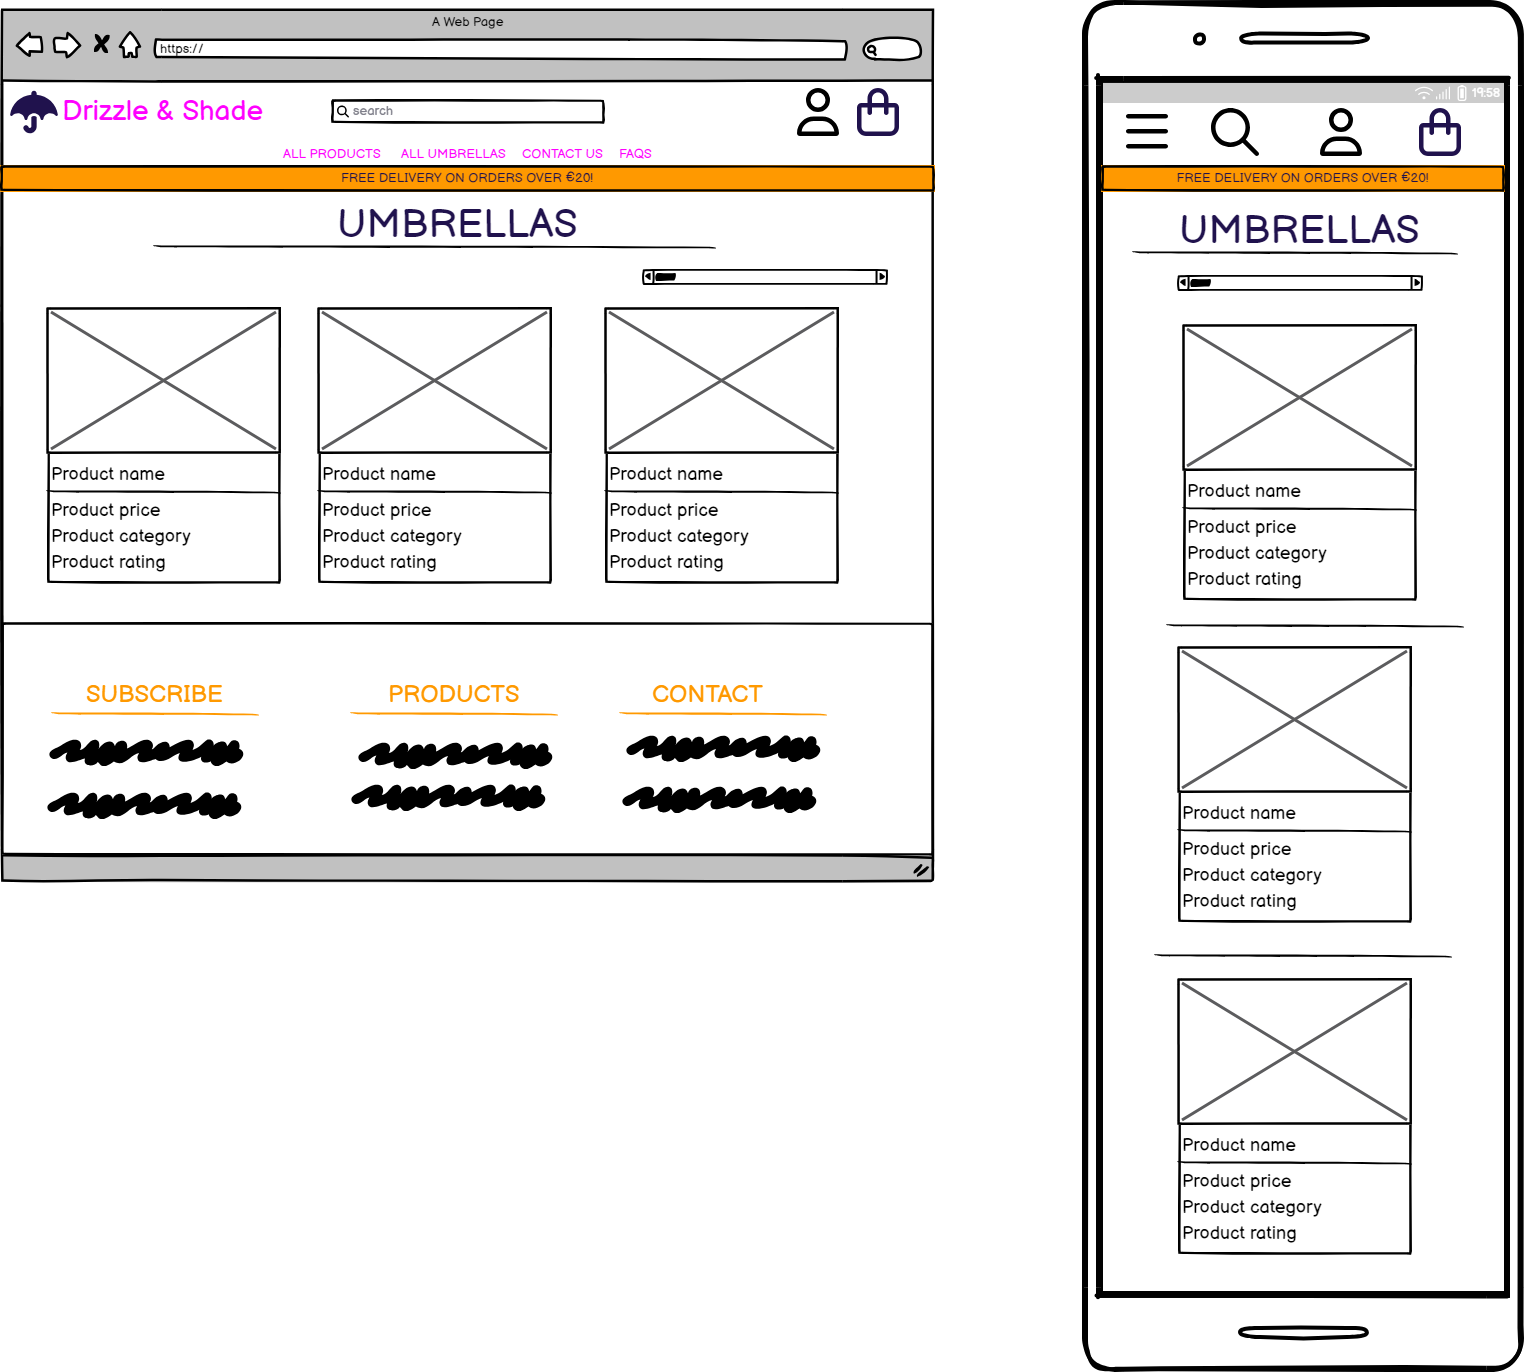 A Web Page
https://
Drizzle & Shade
search
ALL PRODUCTS ALL UMBRELLAS CONTACT US FAQS
FREE DELIVERY ON ORDERS OVER €20!
UMBRELLAS
Product name
Product price
Product category
Product rating
Product name
Product price
Product category
Product rating
Product name
Product price
Product category
Product rating
SUBSCRIBE
PRODUCTS
CONTACT
19:58
FREE DELIVERY ON ORDERS OVER €20!
UMBRELLAS
Product name
Product price
Product category
Product rating
Product name
Product price
Product category
Product rating
Product name
Product price
Product category
Product rating